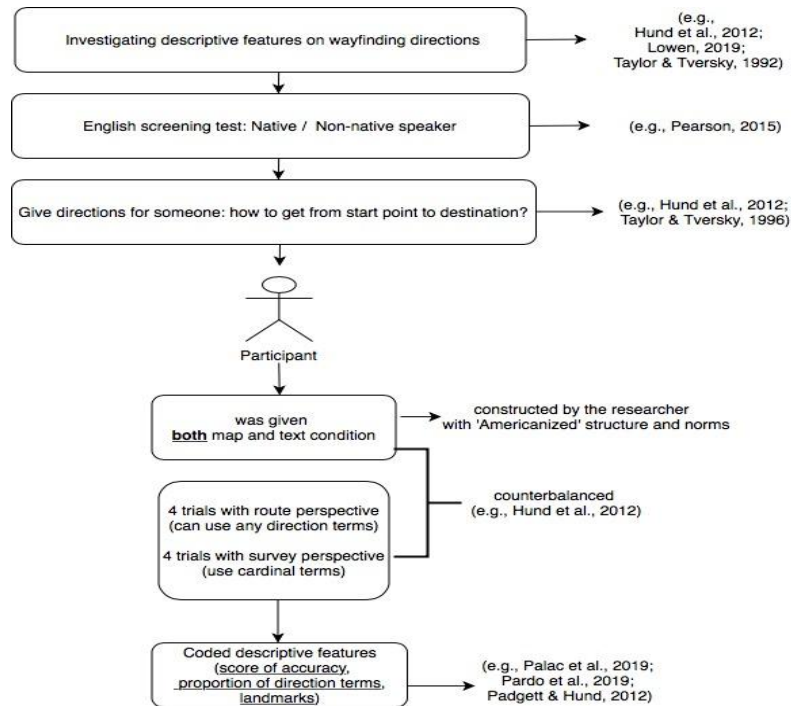 Investigating descriptive features on wayfinding directions
(e.g.,
Hund et al., 2012;
Lowen, 2019;
Taylor & Tversky, 1992)
English screening test: Native / Non-native speaker
(e.g., Pearson, 2015)
Give directions for someone: how to get from start point to destination?
(e.g., Hund et al., 2012;
Taylor & Tversky, 1996)
Participant
was given
both map and text condition
constructed by the researcher
with 'Americanized' structure and norms
4 trials with route perspective
(can use any direction terms)
4 trials with survey perspective
(use cardinal terms)
counterbalanced
(e.g., Hund et al., 2012)
Coded descriptive features
(score of accuracy,
proportion of direction terms,
landmarks)
(e.g., Palac et al., 2019;
Pardo et al., 2019;
Padgett & Hund, 2012)